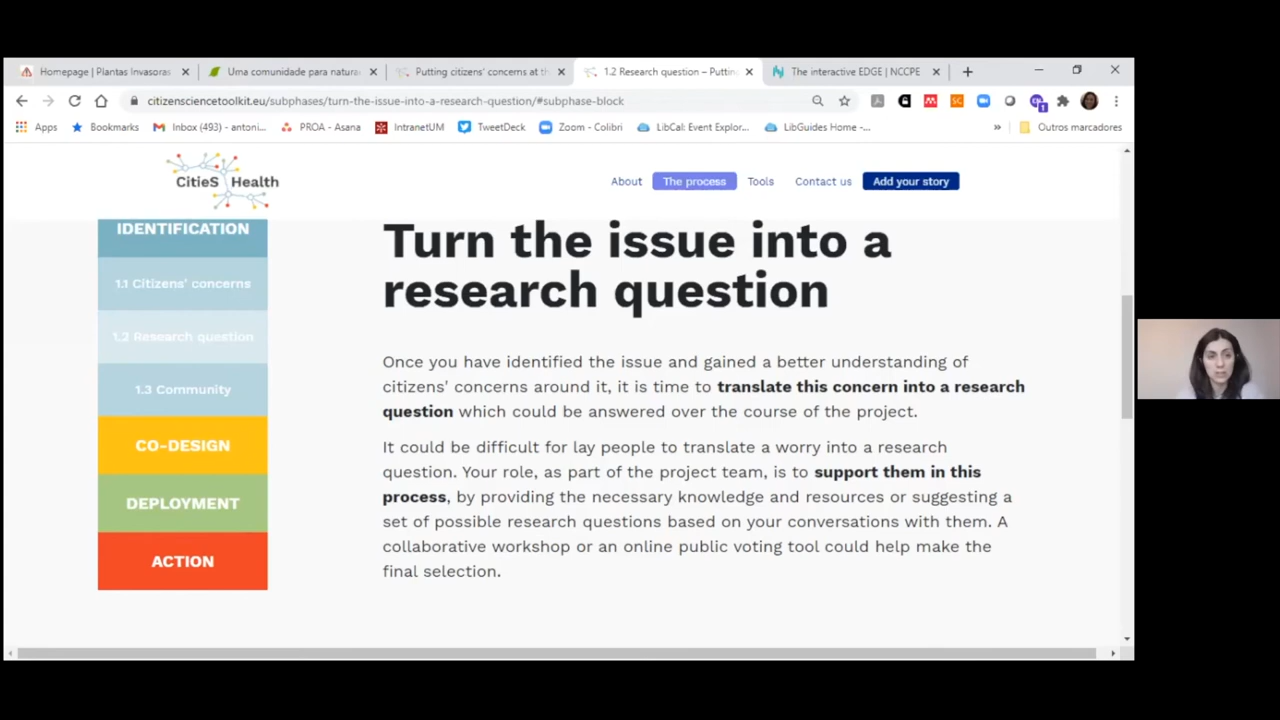 Homepage | Plantas Invasoras
Uma comunidade para natura
Putting citizens' concerns at th
1.2 Research question – Puttin
The interactive EDGE | NCCPE
citizensciencetoolkit.eu/subphases/turn-the-issue-into-a-research-question/#subphase-block
Apps
Bookmarks
Inbox (493) - antoni...
PROA - Asana
IntranetUM
TweetDeck
Zoom - Colibri
LibCal: Event Explor...
LibGuides Home -...
»
Outros marcadores
CitieS Health
About
The process
Tools
Contact us
Add your story
IDENTIFICATION
1.1 Citizens' concerns
1.2 Research question
1.3 Community
CO-DESIGN
DEPLOYMENT
ACTION
Turn the issue into a
research question
Once you have identified the issue and gained a better understanding of
citizens' concerns around it, it is time to translate this concern into a research
question which could be answered over the course of the project.
It could be difficult for lay people to translate a worry into a research
question. Your role, as part of the project team, is to support them in this
process, by providing the necessary knowledge and resources or suggesting a
set of possible research questions based on your conversations with them. A
collaborative workshop or an online public voting tool could help make the
final selection.